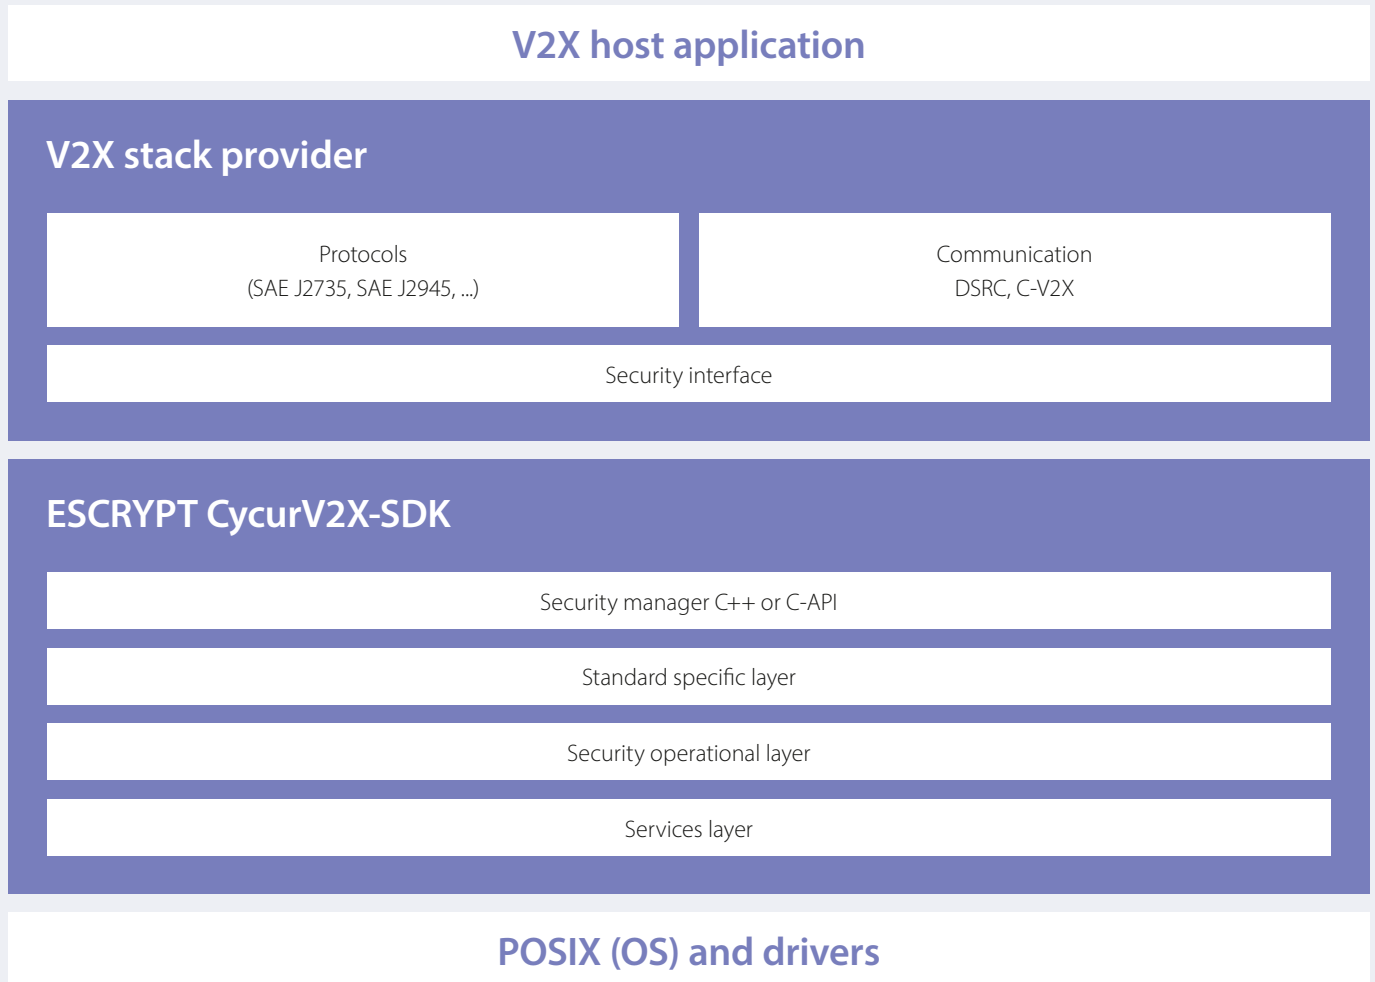 V2X host application
V2X stack provider
Protocols
(SAE J2735, SAE J2945, ...)
Communication
DSRC, C-V2X
Security interface
ESCRYPT CycurV2X-SDK
Security manager C++ or C-API
Standard specific layer
Security operational layer
Services layer
POSIX (OS) and drivers